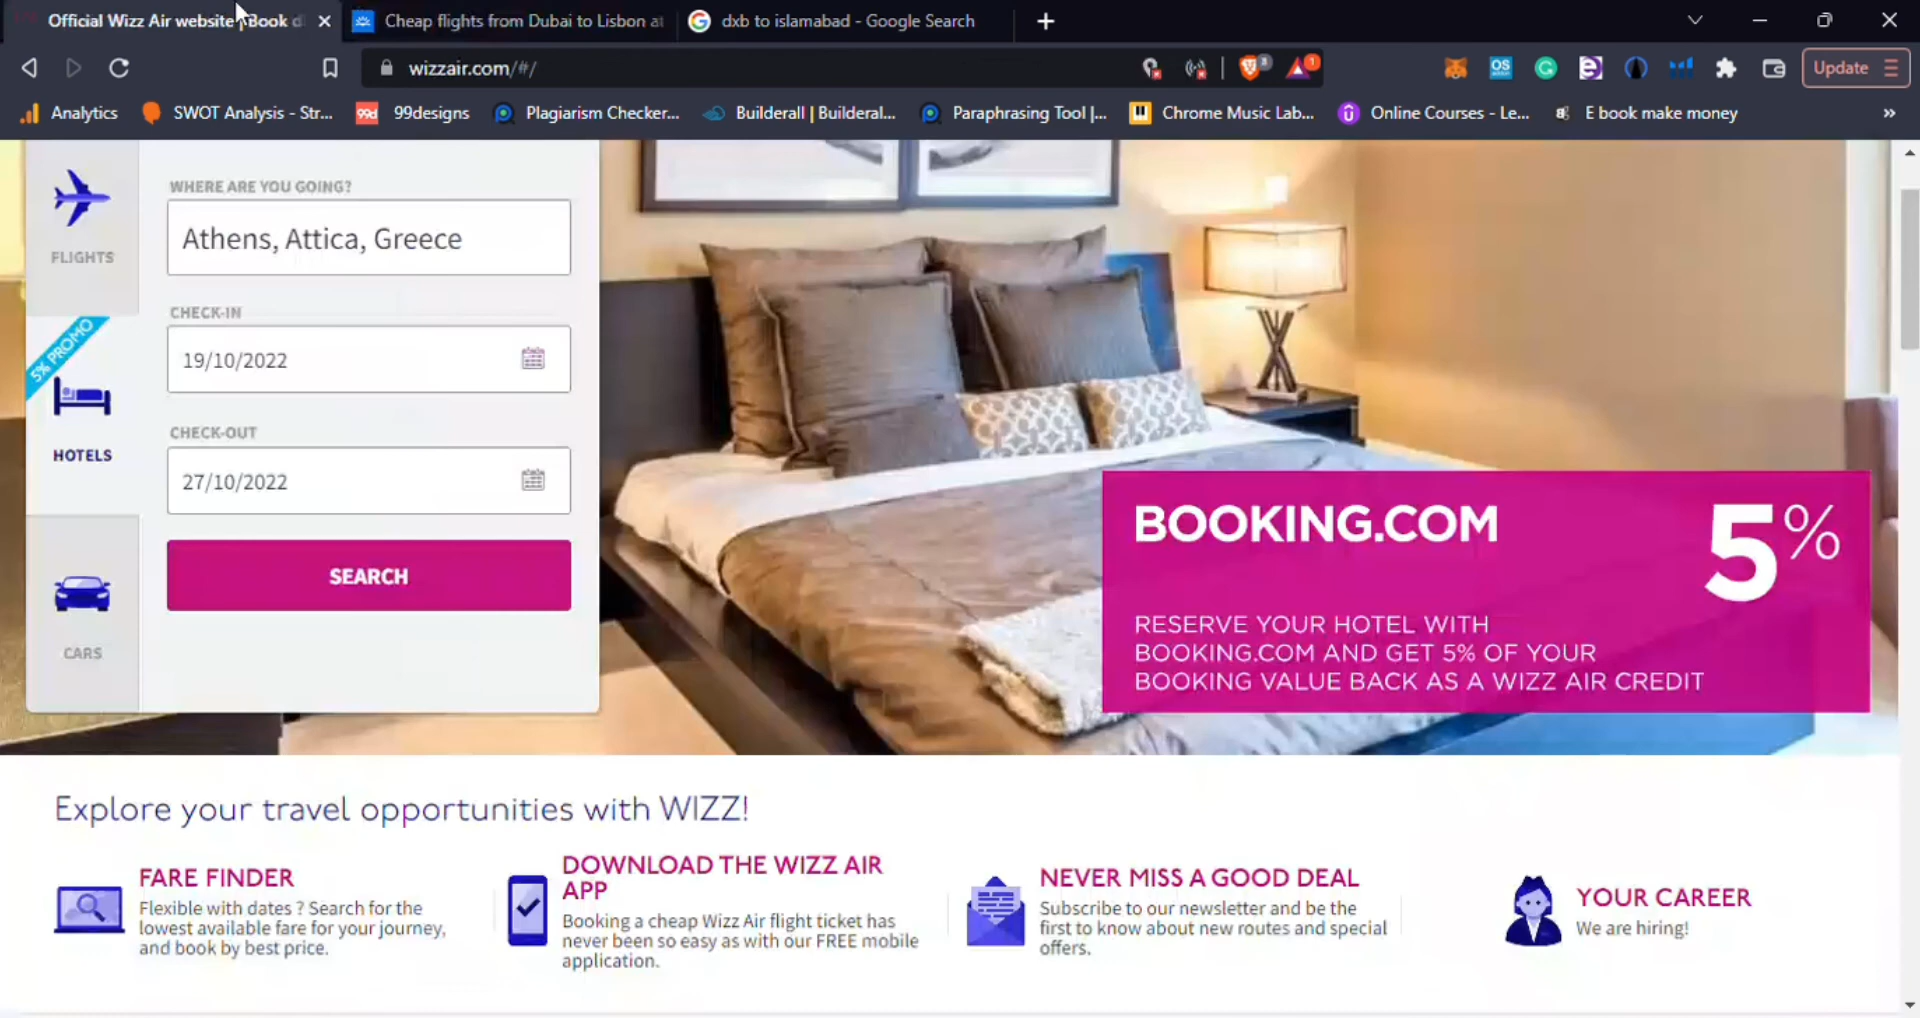 Official Wizz Air website | Book d
Cheap flights from Dubai to Lisbon at
dxb to islamabad - Google Search
wizzair.com/#/
8
1
Update
Analytics
SWOT Analysis - Str...
99d
99designs
Plagiarism Checker...
Builderall | Builderal...
Paraphrasing Tool |...
Chrome Music Lab...
Online Courses - Le...
E book make money
»
FLIGHTS
5% PROMO
HOTELS
CARS
WHERE ARE YOU GOING?
Athens, Attica, Greece
CHECK-IN
19/10/2022
CHECK-OUT
27/10/2022
SEARCH
BOOKING.COM
5%
RESERVE YOUR HOTEL WITH
BOOKING.COM AND GET 5% OF YOUR
BOOKING VALUE BACK AS A WIZZ AIR CREDIT
Explore your travel opportunities with WIZZ!
FARE FINDER
Flexible with dates ? Search for the
lowest available fare for your journey,
and book by best price.
DOWNLOAD THE WIZZ AIR
APP
Booking a cheap Wizz Air flight ticket has
never been so easy as with our FREE mobile
application.
NEVER MISS A GOOD DEAL
Subscribe to our newsletter and be the
first to know about new routes and special
offers.
YOUR CAREER
We are hiring!